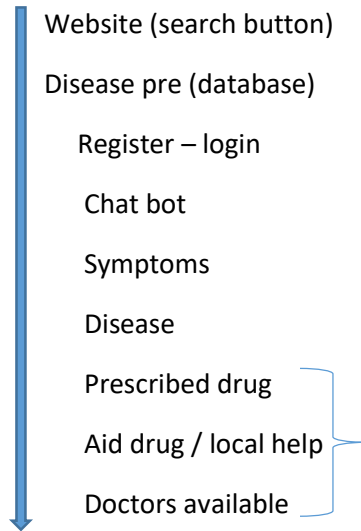 Website (search button)
Disease pre (database)
Register – login
Chat bot
Symptoms
Disease
Prescribed drug
Aid drug / local help
Doctors available